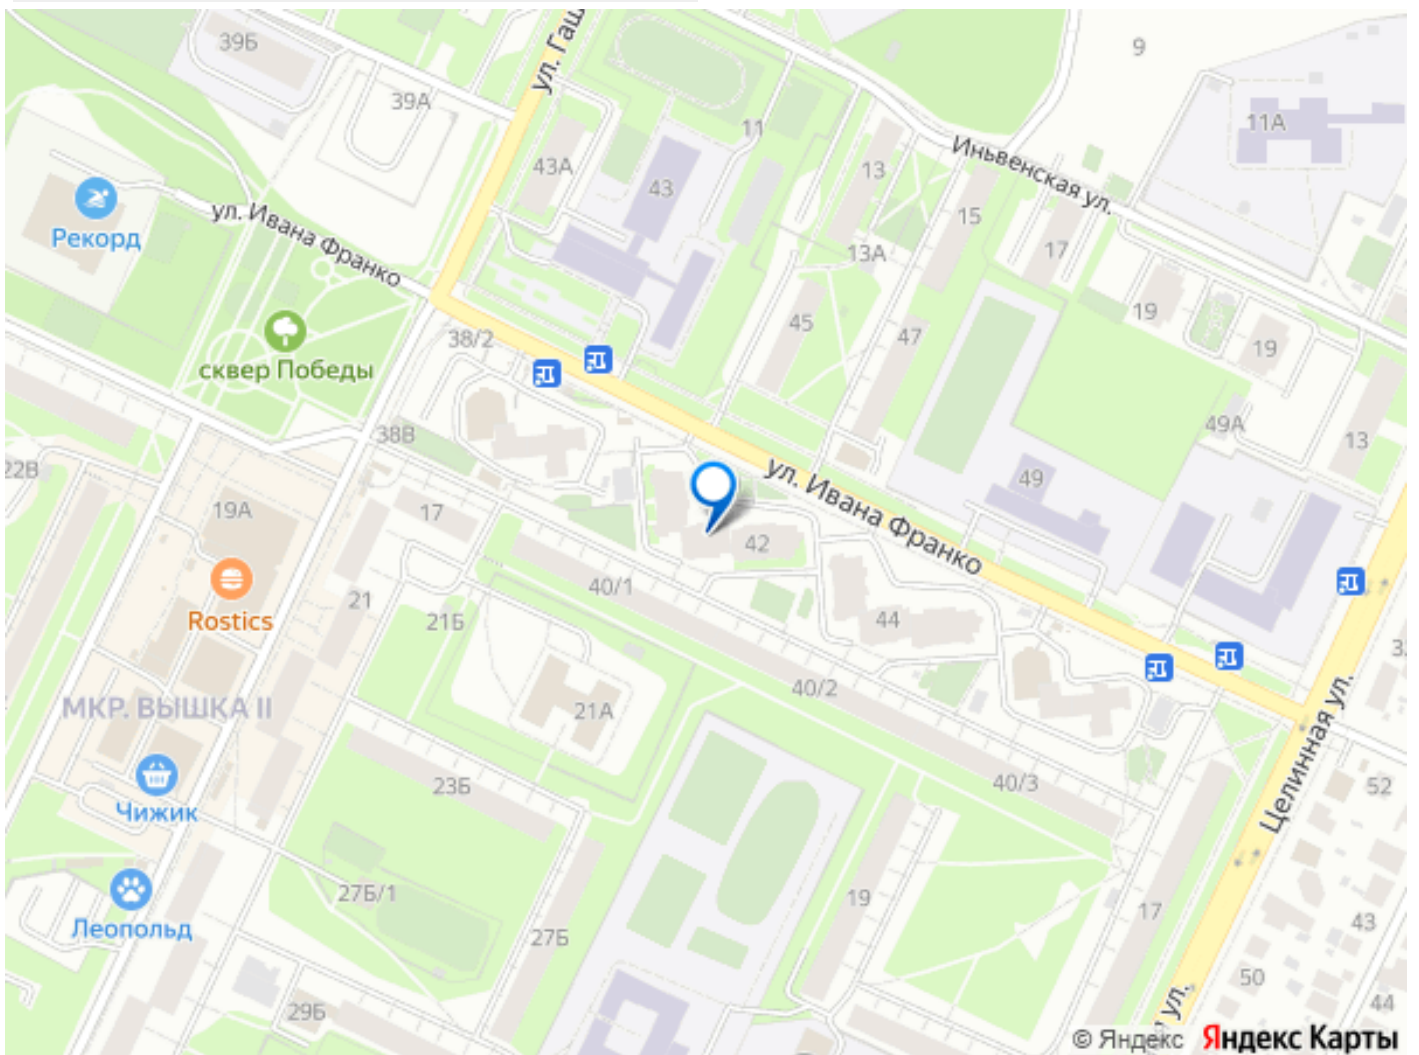 39Б
ул. Гаш
9
39А
11
11А
43А
43
13
Иньвенская ул.
ул. Ивана Франко
Рекорд
15
17
13А
38/2
45
47
19
19
сквер Победы
49А
13
22В
38В
19А
17
49
ул. Ивана Франко
42
Rostics
21
21Б
40/1
44
МКР. ВЫШКА II
21А
40/2
Целинная ул.
Чижик
23Б
40/3
52
Леопольд
27Б/1
19
17
43
27Б
50
29Б
44
ул.
© Яндекс Яндекс Карты